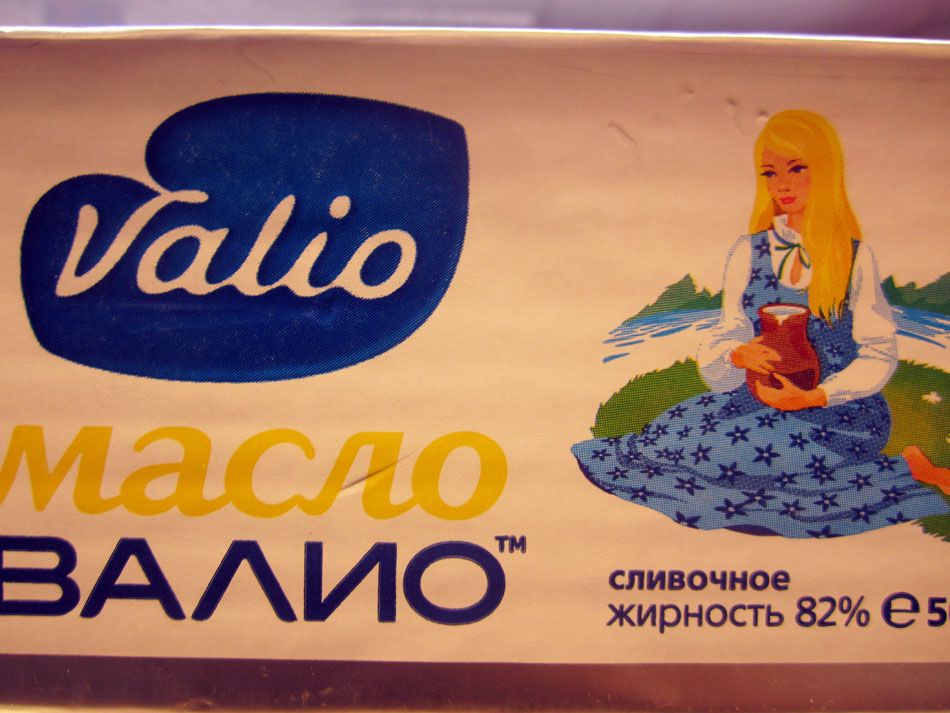 Valio
масло
ВАЛИО™
сливочное
жирность 82% ℮